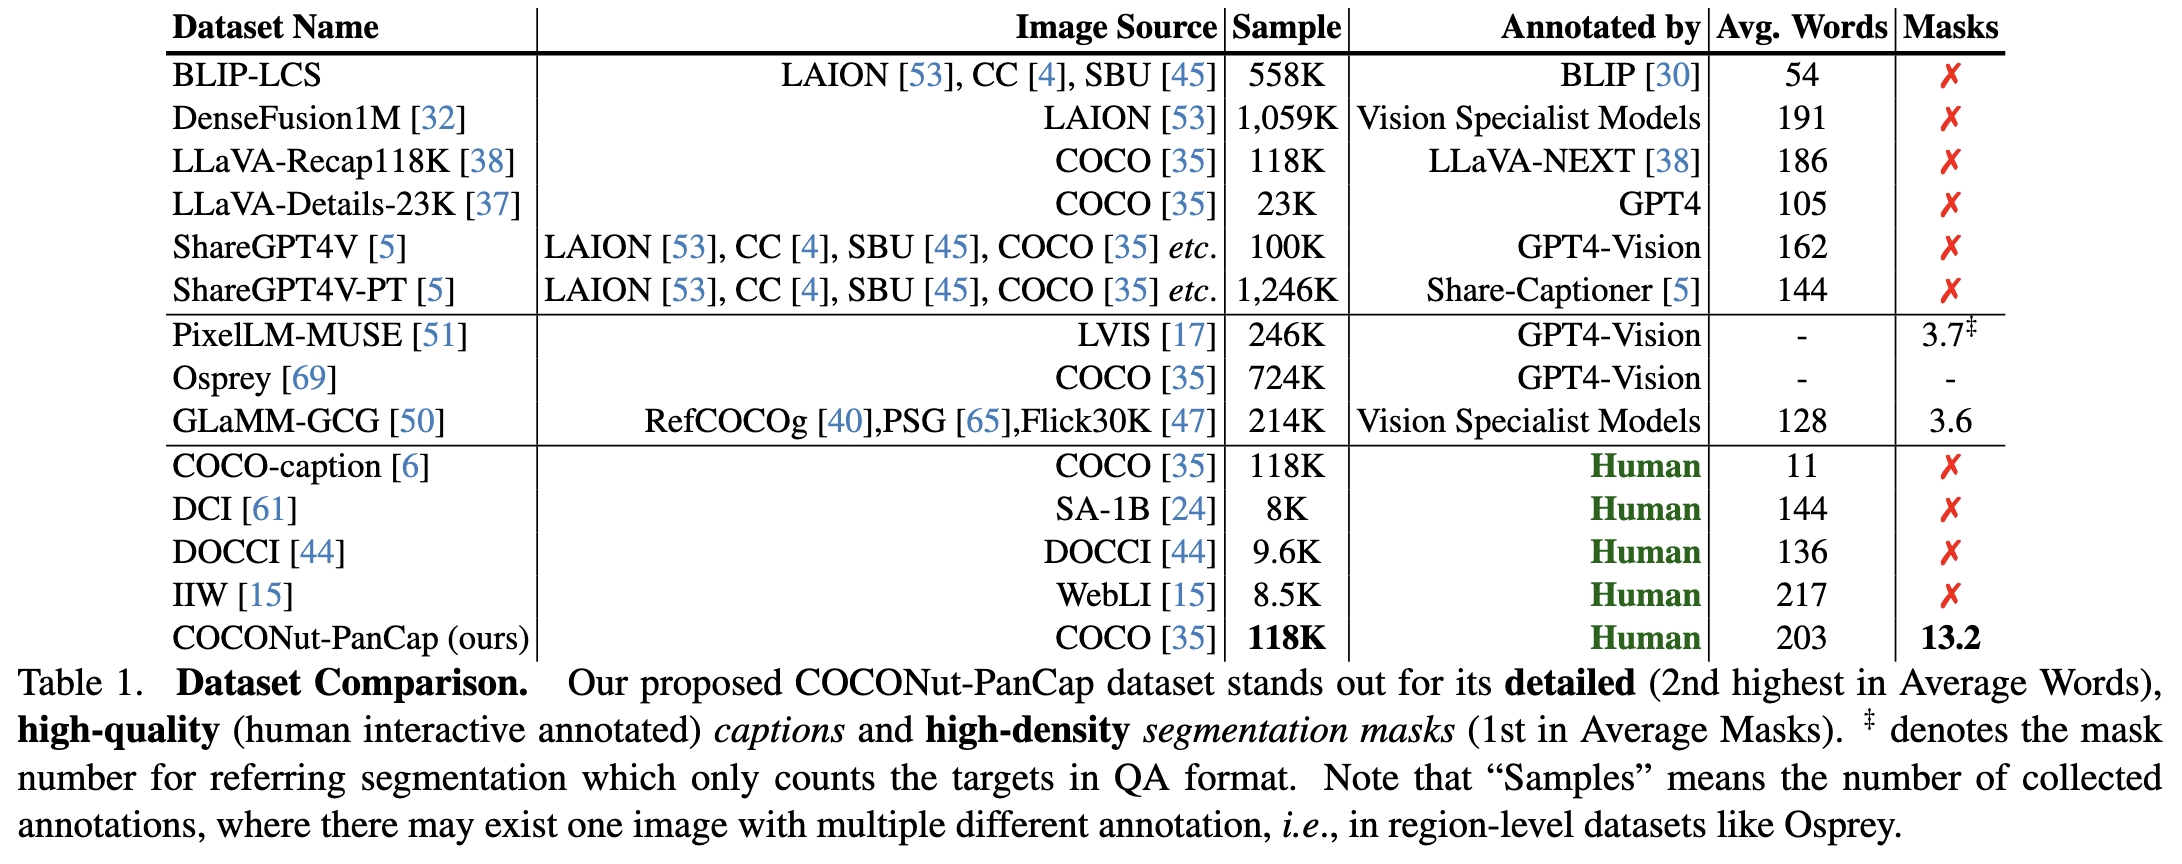 Dataset Name Image Source Sample Annotated by Avg. Words Masks
BLIP-LCS LAION [53], CC [4], SBU [45] 558K BLIP [30] 54 ✗
DenseFusion1M [32] LAION [53] 1,059K Vision Specialist Models 191 ✗
LLaVA-Recap118K [38] COCO [35] 118K LLaVA-NEXT [38] 186 ✗
LLaVA-Details-23K [37] COCO [35] 23K GPT4 105 ✗
ShareGPT4V [5] LAION [53], CC [4], SBU [45], COCO [35] etc. 100K GPT4-Vision 162 ✗
ShareGPT4V-PT [5] LAION [53], CC [4], SBU [45], COCO [35] etc. 1,246K Share-Captioner [5] 144 ✗
PixelLM-MUSE [51] LVIS [17] 246K GPT4-Vision - 3.7‡
Osprey [69] COCO [35] 724K GPT4-Vision - -
GLaMM-GCG [50] RefCOCOg [40],PSG [65],Flick30K [47] 214K Vision Specialist Models 128 3.6
COCO-caption [6] COCO [35] 118K Human 11 ✗
DCI [61] SA-1B [24] 8K Human 144 ✗
DOCCI [44] DOCCI [44] 9.6K Human 136 ✗
IIW [15] WebLI [15] 8.5K Human 217 ✗
COCONut-PanCap (ours) COCO [35] 118K Human 203 13.2
Table 1. Dataset Comparison. Our proposed COCONut-PanCap dataset stands out for its detailed (2nd highest in Average Words),
high-quality (human interactive annotated) captions and high-density segmentation masks (1st in Average Masks). ‡ denotes the mask
number for referring segmentation which only counts the targets in QA format. Note that “Samples” means the number of collected
annotations, where there may exist one image with multiple different annotation, i.e., in region-level datasets like Osprey.